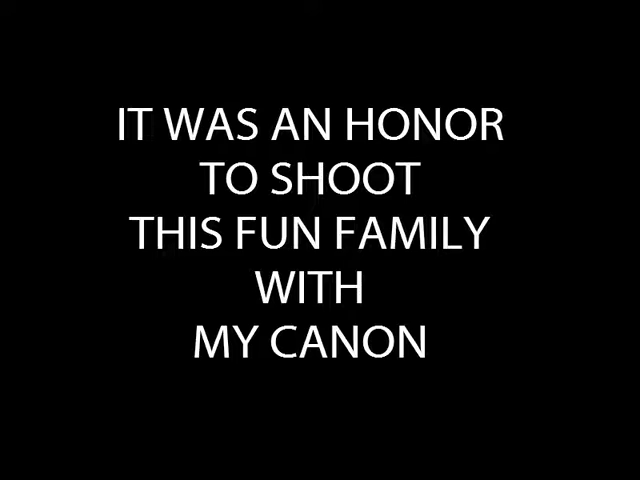 IT WAS AN HONOR
TO SHOOT
THIS FUN FAMILY
WITH
MY CANON